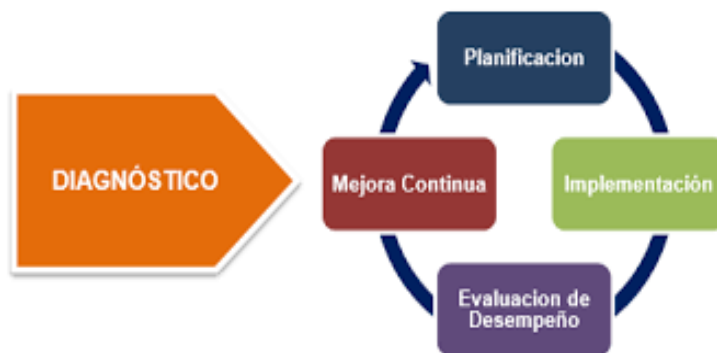 Planificacion
DIAGNÓSTICO
Mejora Continua
Implementación
Evaluacion de
Desempeño